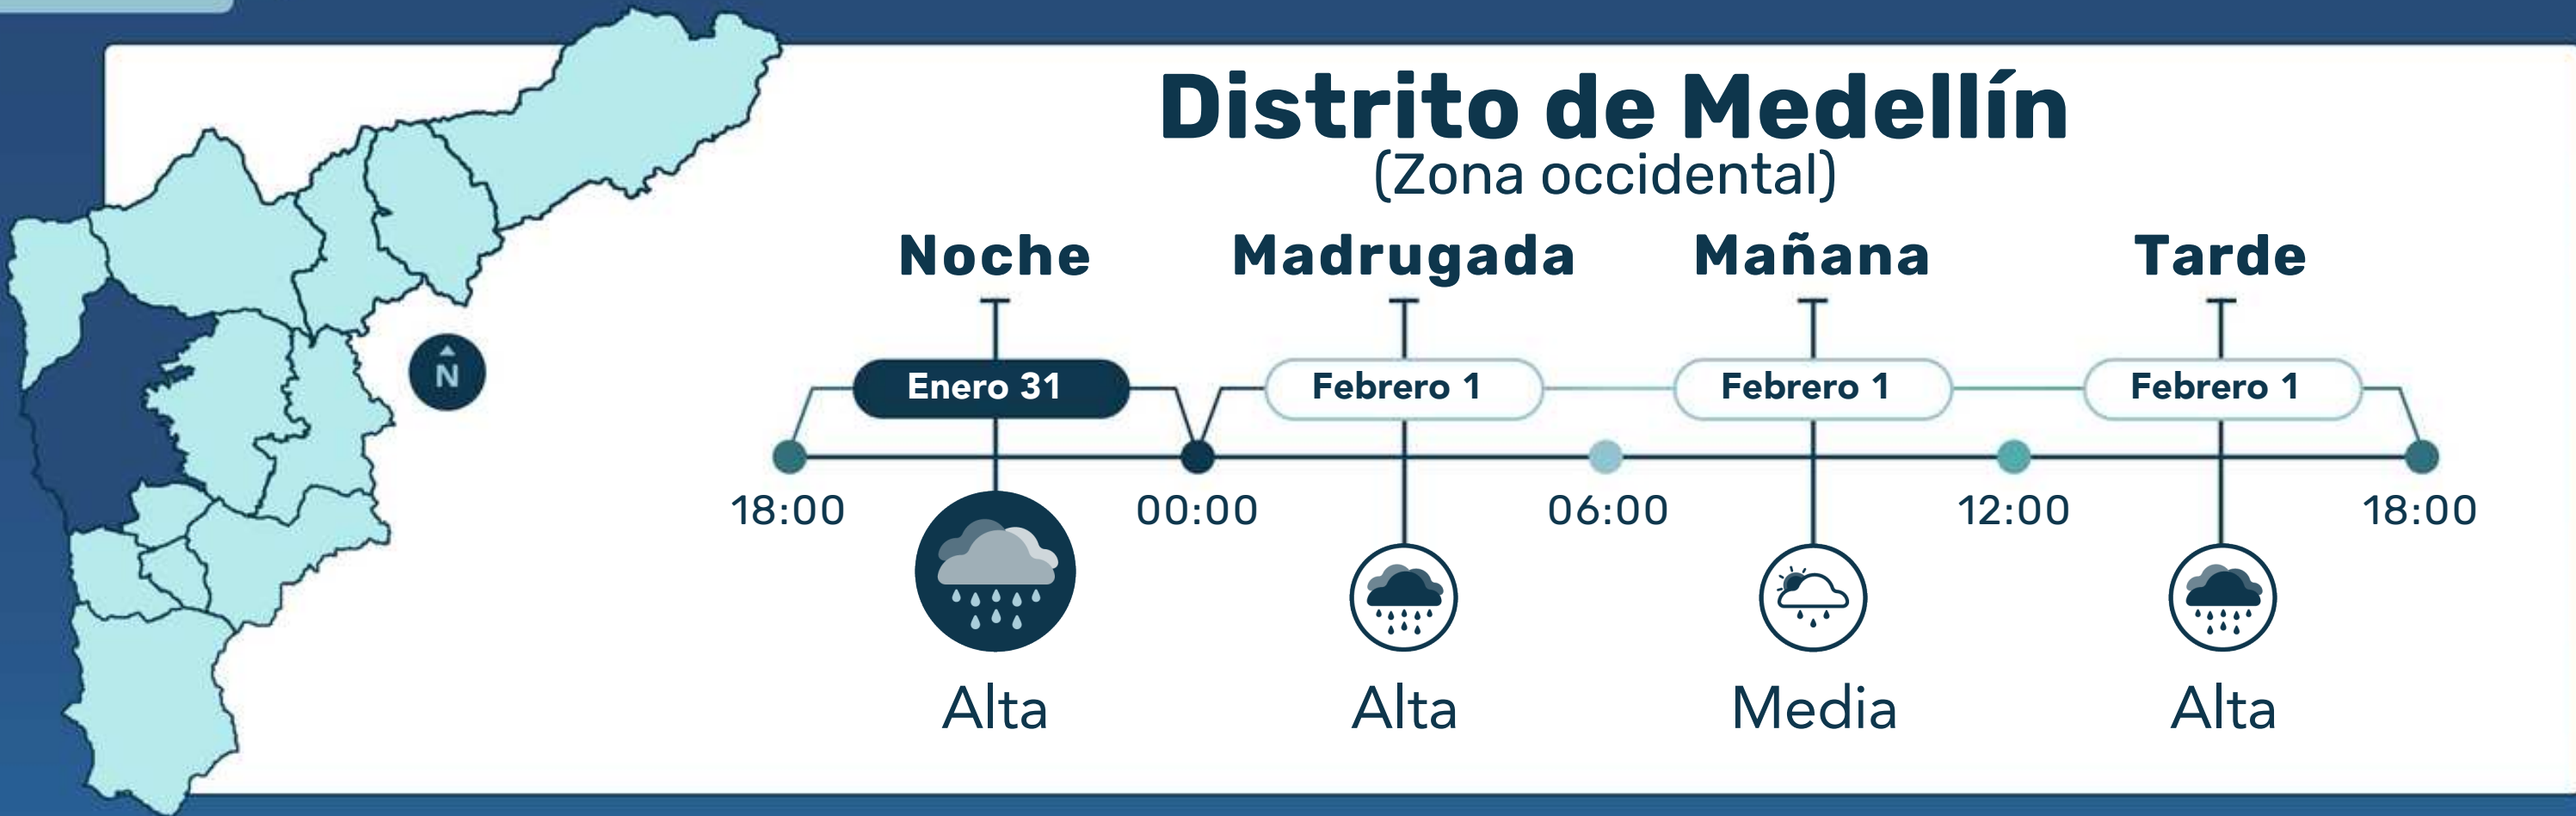 Distrito de Medellín
(Zona occidental)
Noche Madrugada Mañana Tarde
Enero 31 Febrero 1 Febrero 1 Febrero 1
N
18:00 00:00 06:00 12:00 18:00
Alta Alta Media Alta